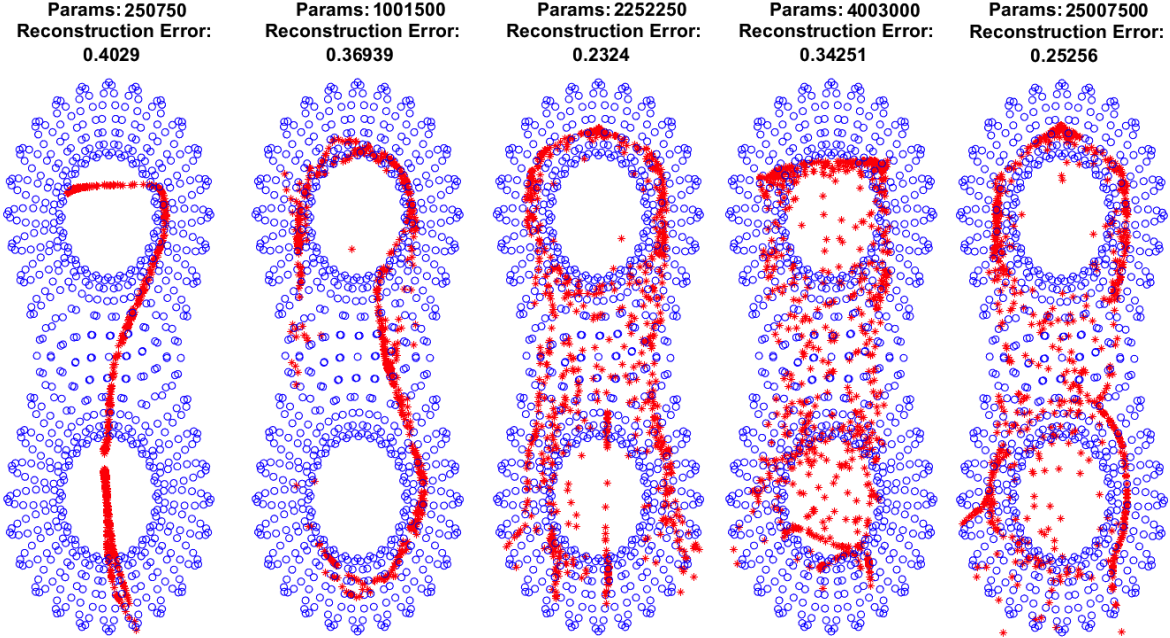 Params: 250750
Reconstruction Error:
0.4029
Params: 1001500
Reconstruction Error:
0.36939
Params: 2252250
Reconstruction Error:
0.2324
Params: 4003000
Reconstruction Error:
0.34251
Params: 25007500
Reconstruction Error:
0.25256